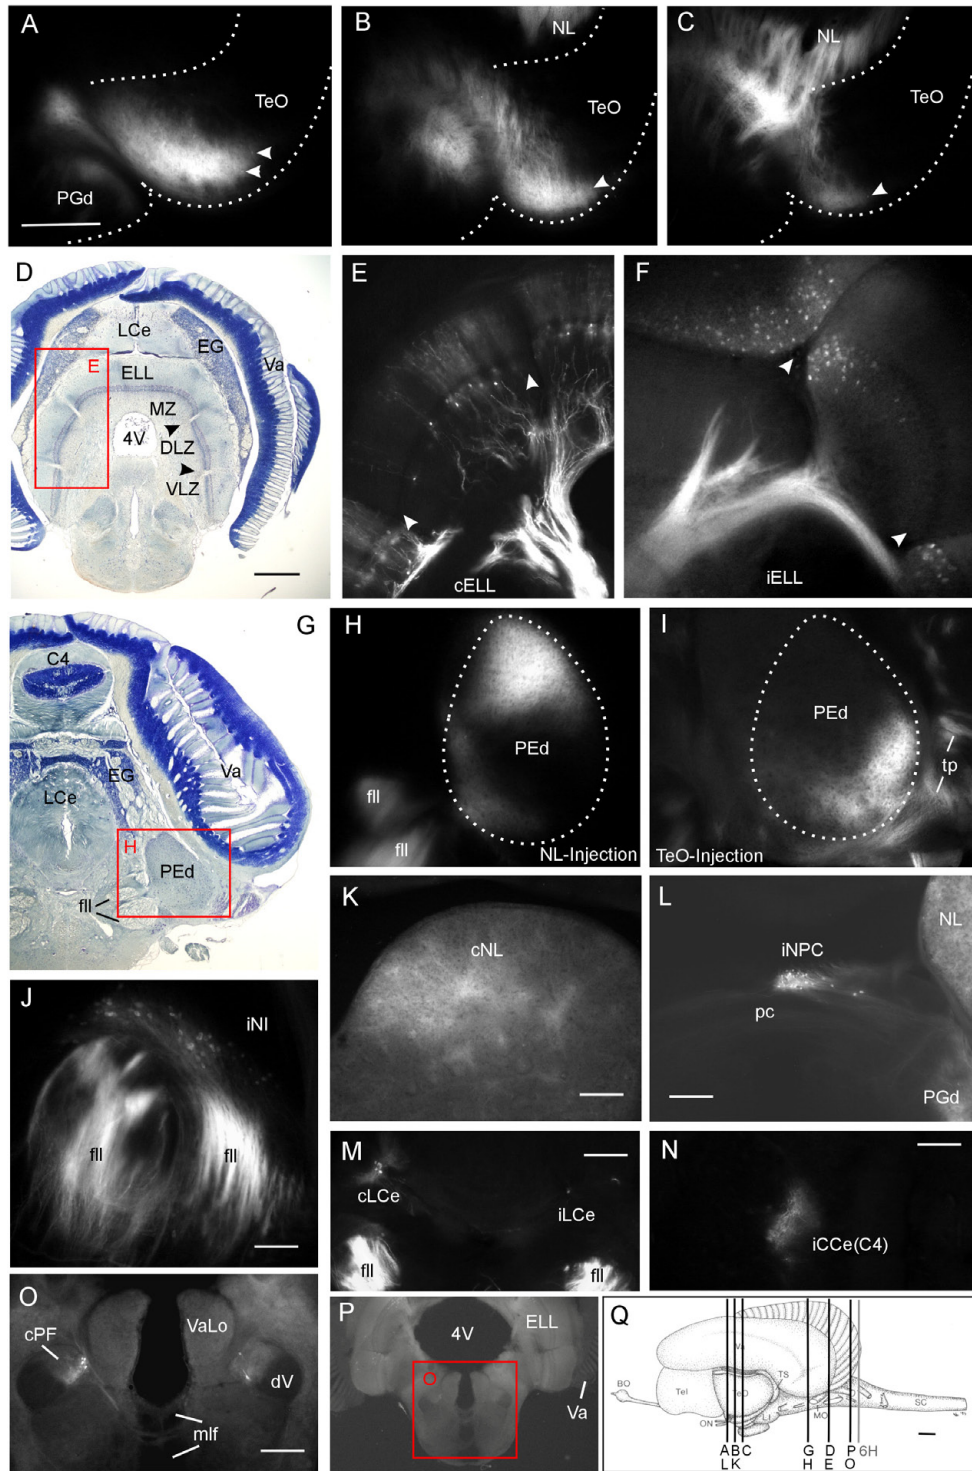 A
TeO
PGd
B
NL
TeO
C
NL
TeO
D
LCe
EG
Va
E
ELL
MZ
4V
DLZ
VLZ
E
cELL
F
iELL
G
C4
Va
EG
LCe
H
PEd
fll
H
PEd
fll
fll
NL-Injection
I
PEd
tp
TeO-Injection
J
iNI
fll
fll
K
cNL
L
NL
iNPC
pc
PGd
M
cLCe
iLCe
fll
fll
N
iCCe(C4)
O
cPF
VaLo
dV
mlf
P
4V
ELL
O
Va
Q
Va
TS
BO
Tel
TeO
SC
ON
LI
MO
A B C G D P 6H
L K H E O